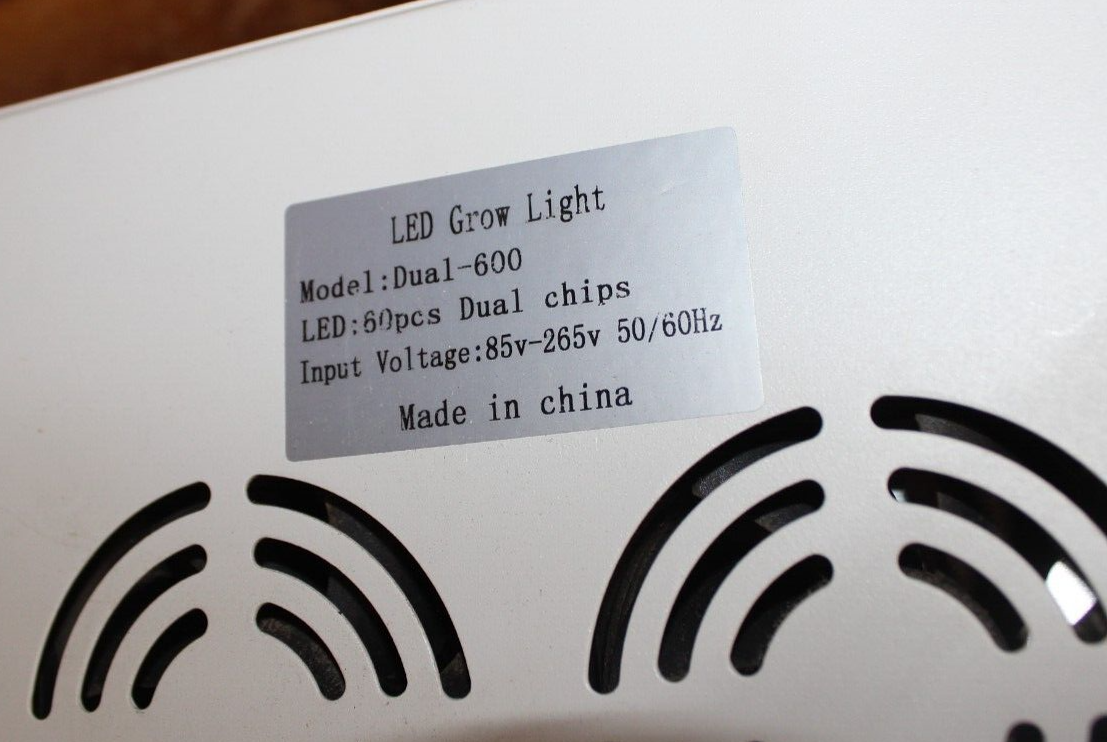 LED Grow Light
Model:Dual-600
LED:60pcs Dual chips
Input Voltage:85v-265v 50/60Hz
Made in china